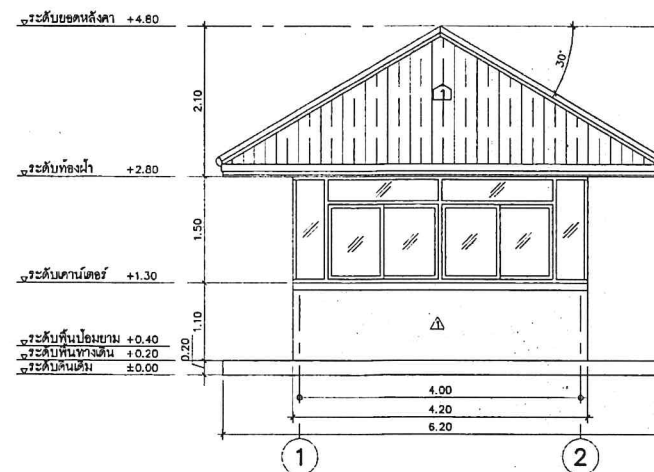 ระดับยอดหลังคา +4.80
30°
2.10
1
ระดับท้องฝ้า +2.80
1.50
ระดับเคาน์เตอร์ +1.30
1.10
1
ระดับพื้นป้อมยาม +0.40
ระดับพื้นทางเดิน +0.20
0.20
ระดับดินเดิม ±0.00
4.00
4.20
6.20
1 2